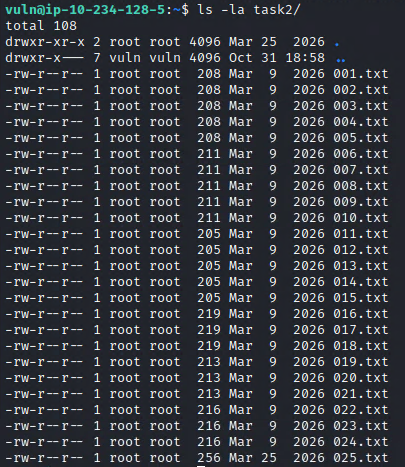 vuln@ip-10-234-128-5:~$ ls -la task2/
total 108
drwxr-xr-x 2 root root 4096 Mar 25  2026 .
drwxr-x--- 7 vuln vuln 4096 Oct 31 18:58 ..
-rw-r--r-- 1 root root  208 Mar  9  2026 001.txt
-rw-r--r-- 1 root root  208 Mar  9  2026 002.txt
-rw-r--r-- 1 root root  208 Mar  9  2026 003.txt
-rw-r--r-- 1 root root  208 Mar  9  2026 004.txt
-rw-r--r-- 1 root root  208 Mar  9  2026 005.txt
-rw-r--r-- 1 root root  211 Mar  9  2026 006.txt
-rw-r--r-- 1 root root  211 Mar  9  2026 007.txt
-rw-r--r-- 1 root root  211 Mar  9  2026 008.txt
-rw-r--r-- 1 root root  211 Mar  9  2026 009.txt
-rw-r--r-- 1 root root  211 Mar  9  2026 010.txt
-rw-r--r-- 1 root root  205 Mar  9  2026 011.txt
-rw-r--r-- 1 root root  205 Mar  9  2026 012.txt
-rw-r--r-- 1 root root  205 Mar  9  2026 013.txt
-rw-r--r-- 1 root root  205 Mar  9  2026 014.txt
-rw-r--r-- 1 root root  205 Mar  9  2026 015.txt
-rw-r--r-- 1 root root  219 Mar  9  2026 016.txt
-rw-r--r-- 1 root root  219 Mar  9  2026 017.txt
-rw-r--r-- 1 root root  219 Mar  9  2026 018.txt
-rw-r--r-- 1 root root  213 Mar  9  2026 019.txt
-rw-r--r-- 1 root root  213 Mar  9  2026 020.txt
-rw-r--r-- 1 root root  213 Mar  9  2026 021.txt
-rw-r--r-- 1 root root  216 Mar  9  2026 022.txt
-rw-r--r-- 1 root root  216 Mar  9  2026 023.txt
-rw-r--r-- 1 root root  216 Mar  9  2026 024.txt
-rw-r--r-- 1 root root  256 Mar 25  2026 025.txt